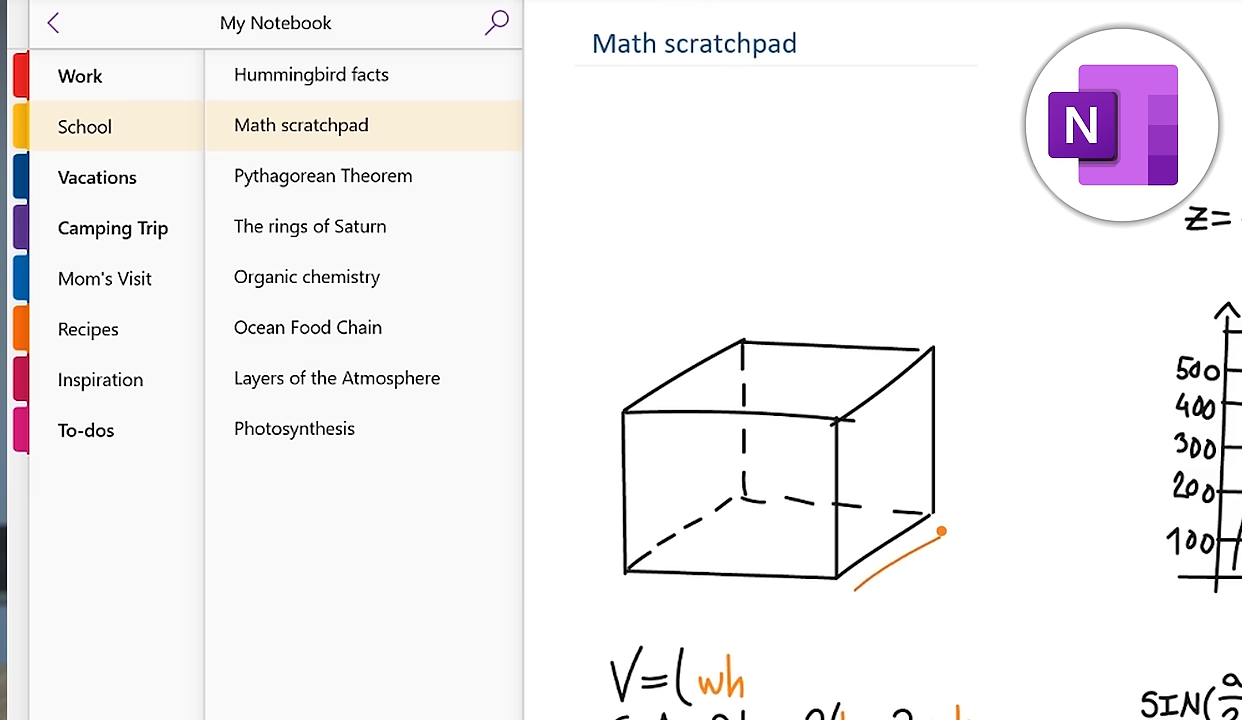 My Notebook
Work
School
Vacations
Camping Trip
Mom's Visit
Recipes
Inspiration
To-dos
Hummingbird facts
Math scratchpad
Pythagorean Theorem
The rings of Saturn
Organic chemistry
Ocean Food Chain
Layers of the Atmosphere
Photosynthesis
Math scratchpad
N
z=
500
400
300
200
100
V=(wh
SIN(